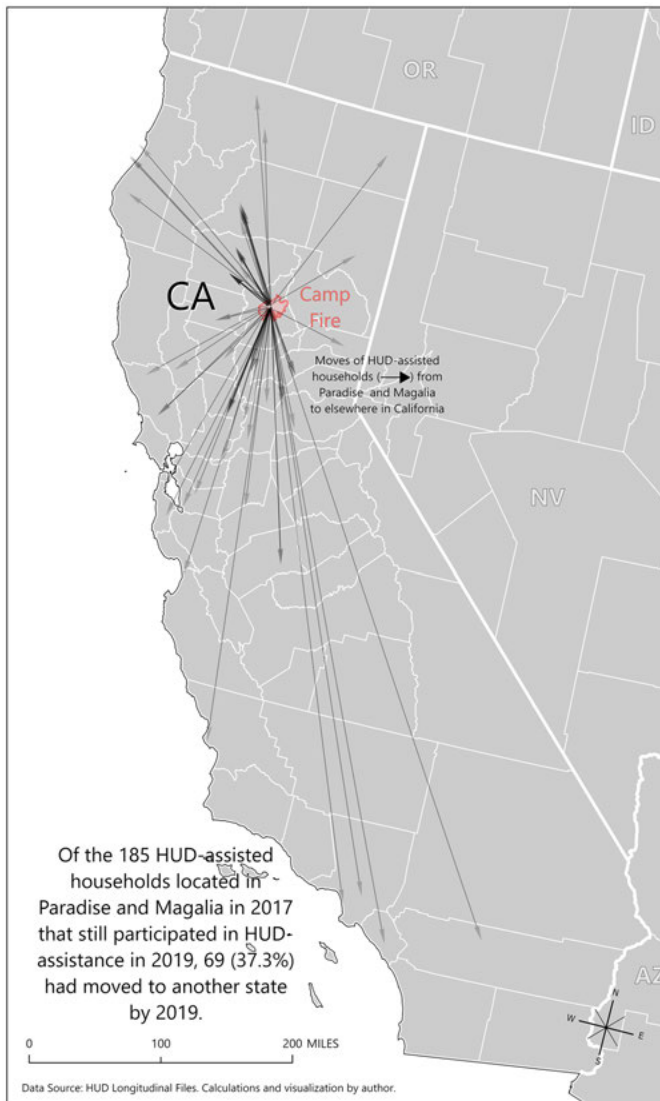 OR
ID
CA
Camp
Fire
Moves of HUD-assisted
households ( ) from
Paradise and Magalia
to elsewhere in California
NV
Of the 185 HUD-assisted
households located in
Paradise and Magalia in 2017
that still participated in HUD-
assistance in 2019, 69 (37.3%)
had moved to another state
by 2019.
AZ
N
W
E
S
0 100 200 MILES
Data Source: HUD Longitudinal Files. Calculations and visualization by author.